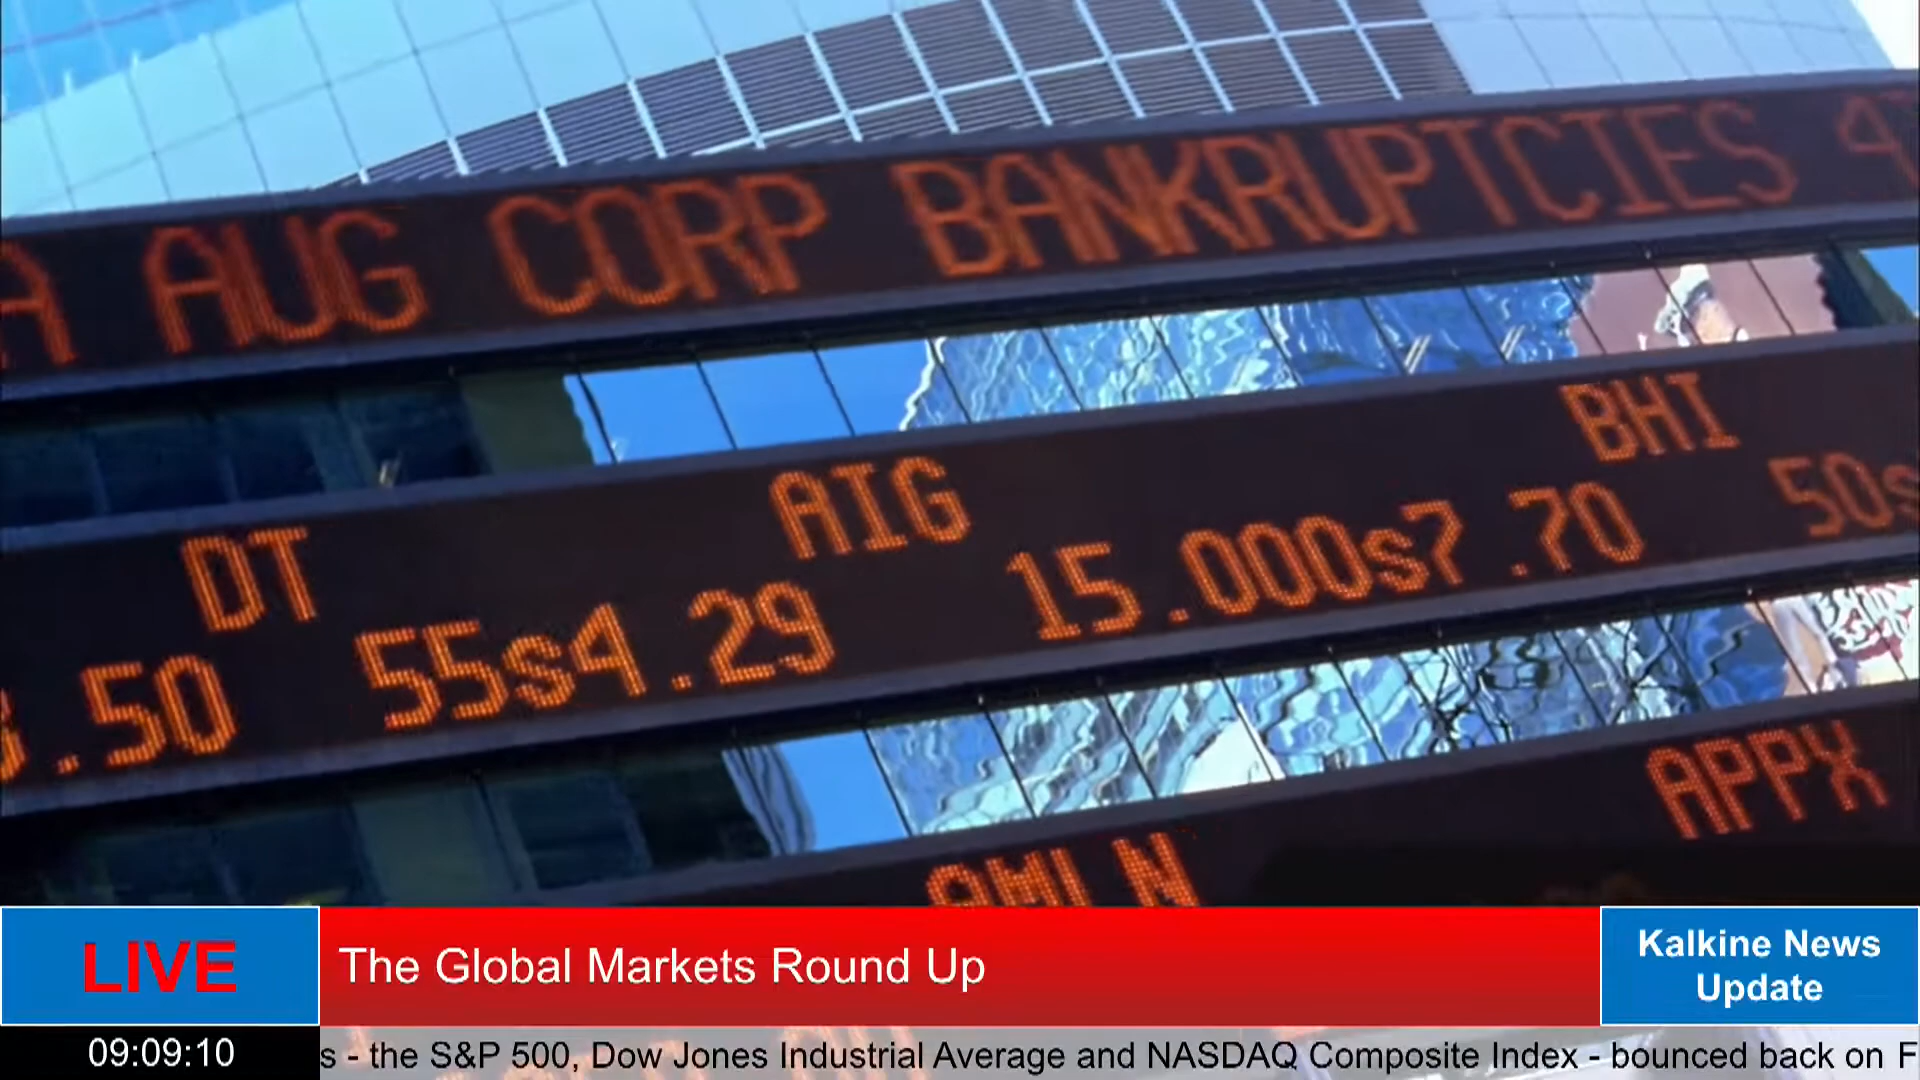 A AUG CORP BANKRUPTCIES 4
DT AIG BHI
.50 55s4.29 15.000s7.70 50s
APPX
AMLN
LIVE
The Global Markets Round Up
Kalkine News
Update
09:09:10
s - the S&P 500, Dow Jones Industrial Average and NASDAQ Composite Index - bounced back on F